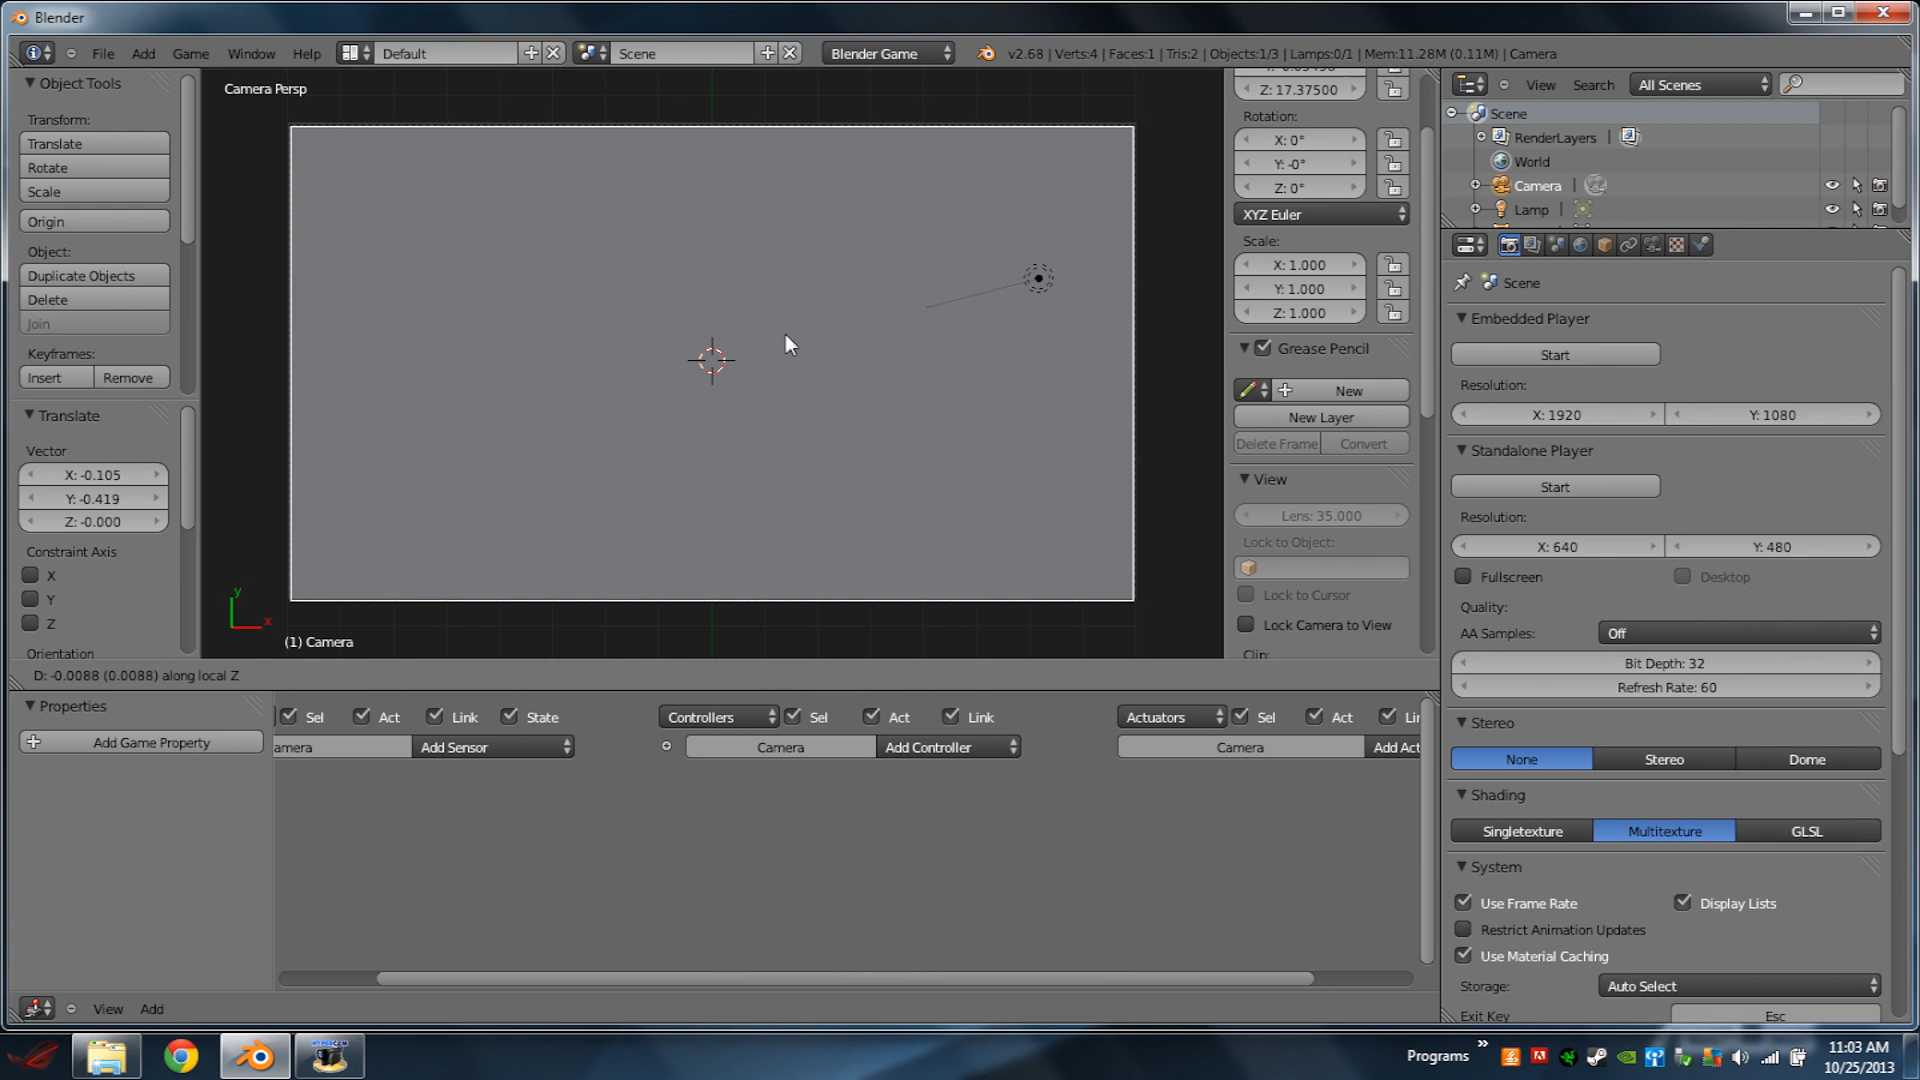 Blender
File Add Game Window Help Default Scene Blender Game v2.68 | Verts:4 | Faces:1 | Tris:2 | Objects:1/3 | Lamps:0/1 | Mem:11.28M (0.11M) | Camera
Object Tools
Transform:
Translate
Rotate
Scale
Origin
Object:
Duplicate Objects
Delete
Join
Keyframes:
Insert Remove
Translate
Vector
X: -0.105
Y: -0.419
Z: -0.000
Constraint Axis
X
Y
Z
Orientation
Camera Persp
y
x
(1) Camera
Z: 17.37500
Rotation:
X: 0°
Y: -0°
Z: 0°
XYZ Euler
Scale:
X: 1.000
Y: 1.000
Z: 1.000
Grease Pencil
New
New Layer
Delete Frame Convert
View
Lens: 35.000
Lock to Object:
Lock to Cursor
Lock Camera to View
Clip:
View Search All Scenes
Scene
RenderLayers
World
Camera
Lamp
Scene
Embedded Player
Start
Resolution:
X: 1920 Y: 1080
Standalone Player
Start
Resolution:
X: 640 Y: 480
Fullscreen Desktop
Quality:
AA Samples: Off
Bit Depth: 32
Refresh Rate: 60
Stereo
None Stereo Dome
Shading
Singletexture Multitexture GLSL
System
Use Frame Rate Display Lists
Restrict Animation Updates
Use Material Caching
Storage: Auto Select
Exit Key Esc
D: -0.0088 (0.0088) along local Z
Properties
Add Game Property
Sel Act Link State Controllers Sel Act Link Actuators Sel Act Lin
amera Add Sensor Camera Add Controller Camera Add Act
View Add
HYPERCAM
Programs
11:03 AM
10/25/2013